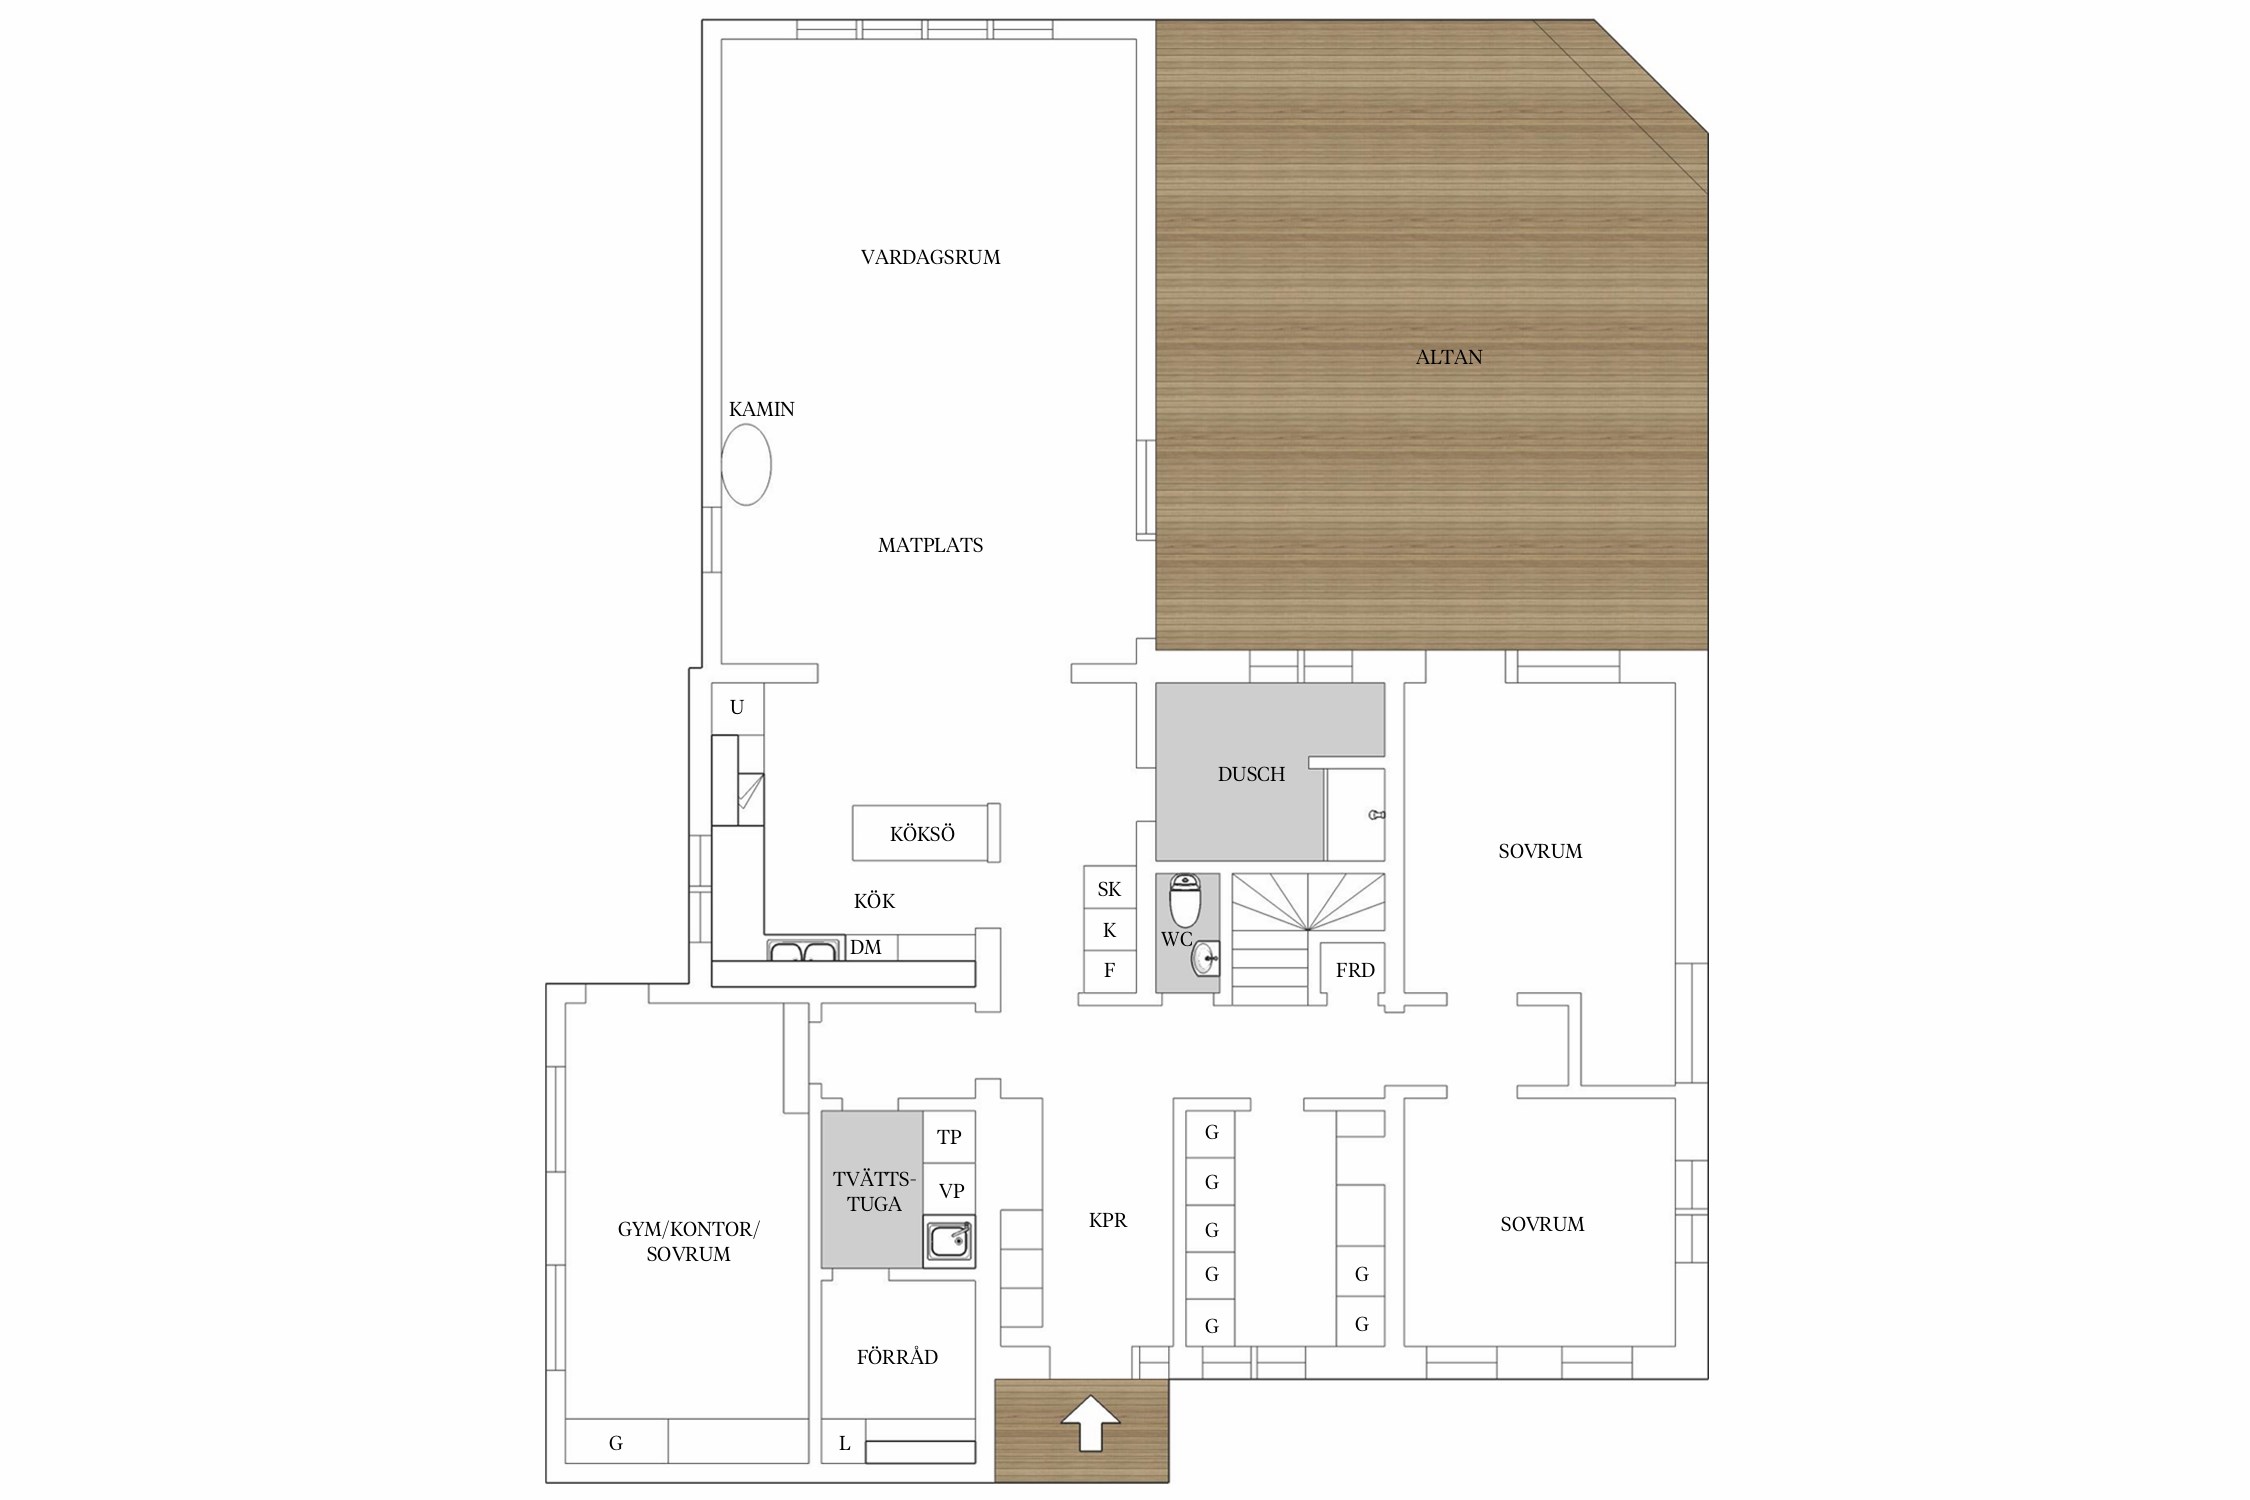 VARDAGSRUM
ALTAN
KAMIN
MATPLATS
U
DUSCH
KÖKSÖ
SOVRUM
SK
KÖK
K
WC
DM
F
FRD
TP
G
TVÄTTS-
TUGA
VP
G
GYM/KONTOR/
SOVRUM
KPR
G
SOVRUM
G
G
G
G
FÖRRÅD
G
L